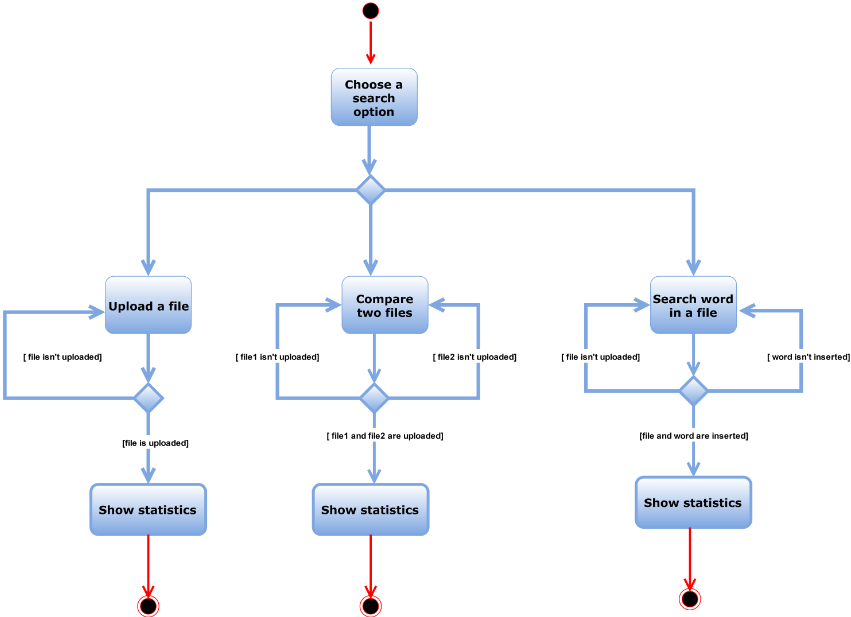 Choose a
search
option
Upload a file
Compare
two files
Search word
in a file
[ file isn't uploaded]
[ file1 isn't uploaded]
[ file2 isn't uploaded]
[ file isn't uploaded]
[ word isn't inserted]
[file is uploaded]
[ file1 and file2 are uploaded]
[file and word are inserted]
Show statistics
Show statistics
Show statistics